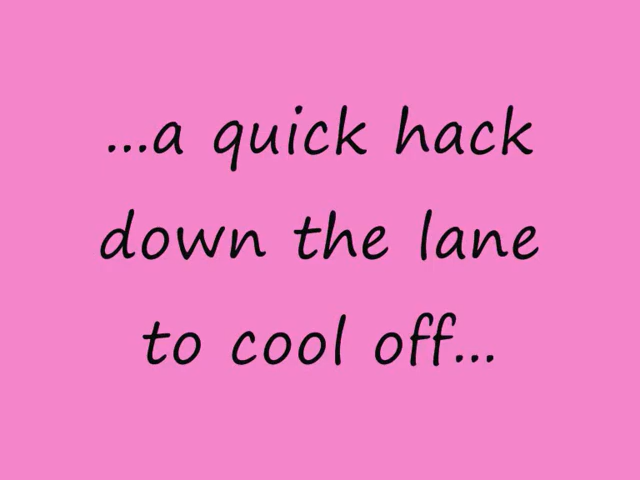 ...a quick hack
down the lane
to cool off...